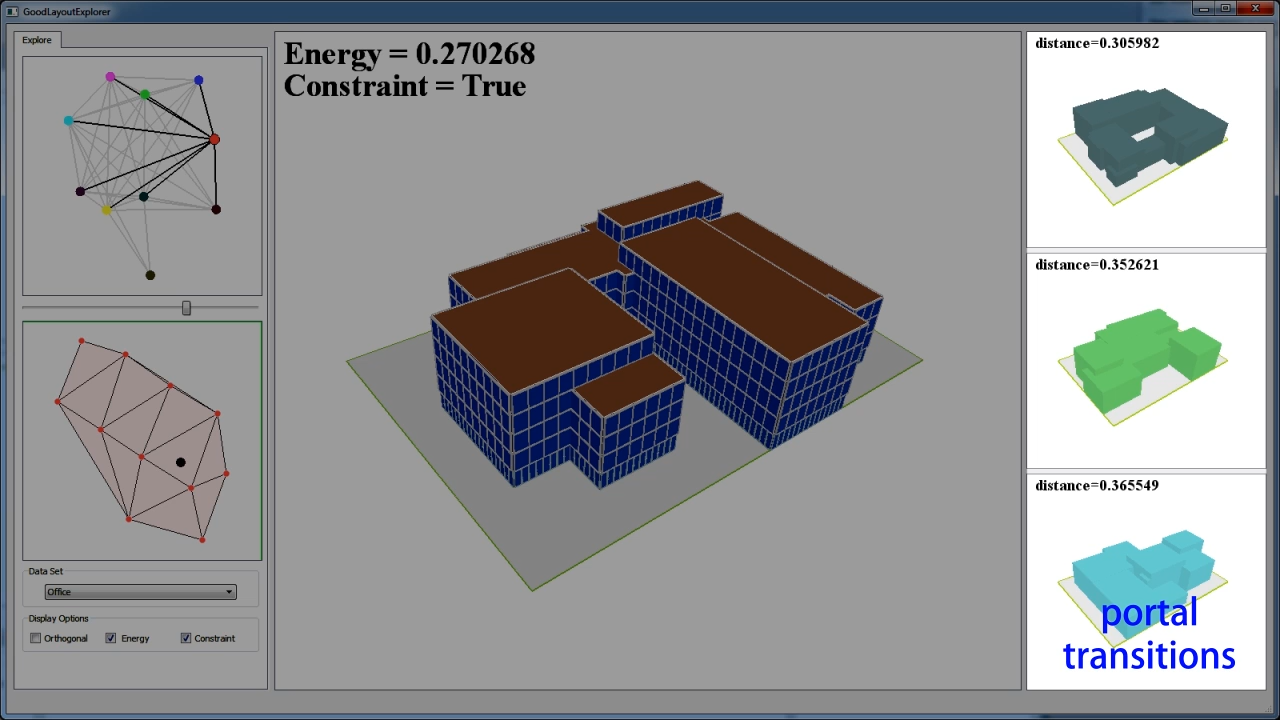 GoodLayoutExplorer
Explore
Energy = 0.270268
Constraint = True
distance=0.305982
distance=0.352621
distance=0.365549
portal
transitions
Data Set
Office
Display Options
Orthogonal
Energy
Constraint